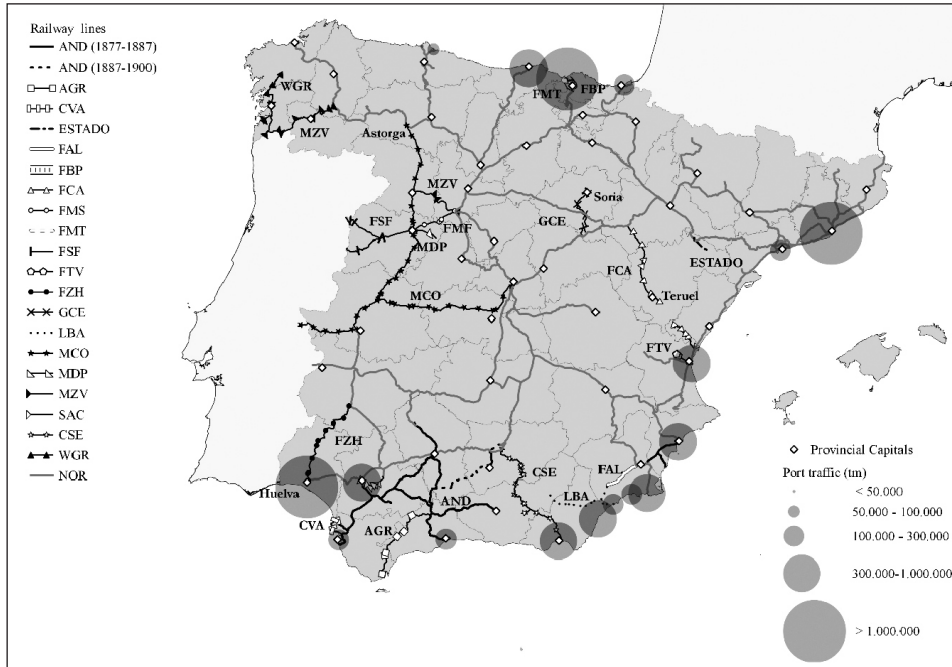 Railway lines
AND (1877-1887)
AND (1887-1900)
AGR
CVA
ESTADO
FAL
FBP
FCA
FMS
FMT
FSF
FTV
FZH
GCE
LBA
MCO
MDP
MZV
SAC
CSE
WGR
NOR
WGR
MZV
Astorga
FMT
FBP
MZV
FSF
FMF
MDP
GCE
Soria
ESTADO
FCA
Teruel
MCO
FTV
FZH
Huelva
CSE
FAL
LBA
AND
CVA
AGR
Provincial Capitals
Port traffic (tm)
< 50.000
50.000 - 100.000
100.000 - 300.000
300.000-1.000.000
> 1.000.000